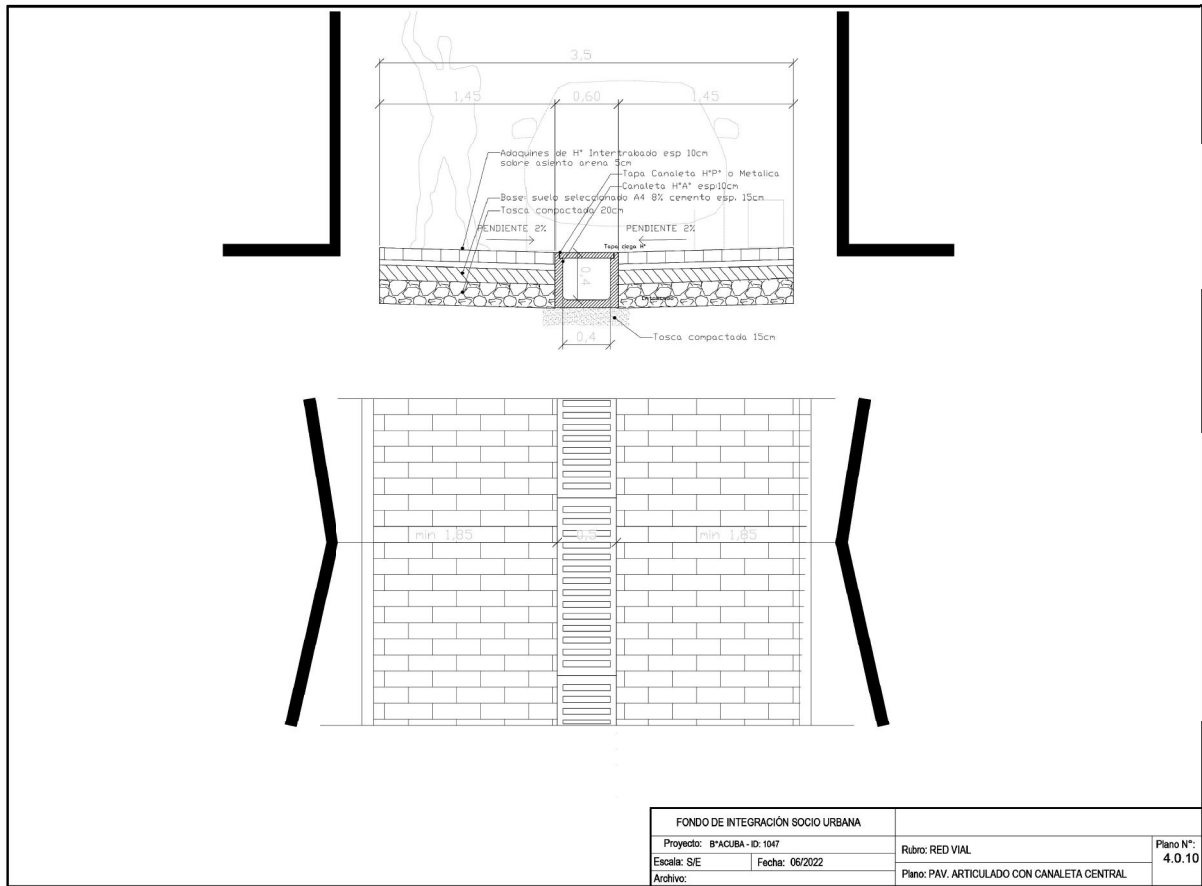 3,5
1,45
0,60
1,45
Adoquines de H° Intertrabado esp 10cm
sobre asiento arena 5cm
Tapa Canaleta H°P° o Metalica
Canaleta H°A° esp:10cm
Base: suelo seleccionado A4 8% cemento esp. 15cm
Tosca compactada 20cm
PENDIENTE 2%
PENDIENTE 2%
Tapa ciega H°
0,4
Tosca compactada 15cm
0,4
min 1,85
0,5
min 1,85
FONDO DE INTEGRACIÓN SOCIO URBANA
Proyecto: B°ACUBA - ID: 1047
Escala: S/E
Fecha: 06/2022
Archivo:
Rubro: RED VIAL
Plano: PAV. ARTICULADO CON CANALETA CENTRAL
Plano N°:
4.0.10